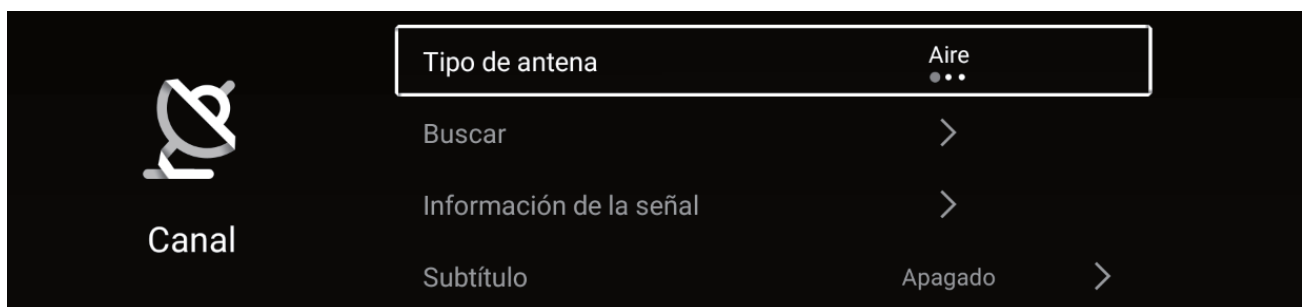 Canal
Tipo de antena Aire
Buscar
Información de la señal
Subtítulo Apagado